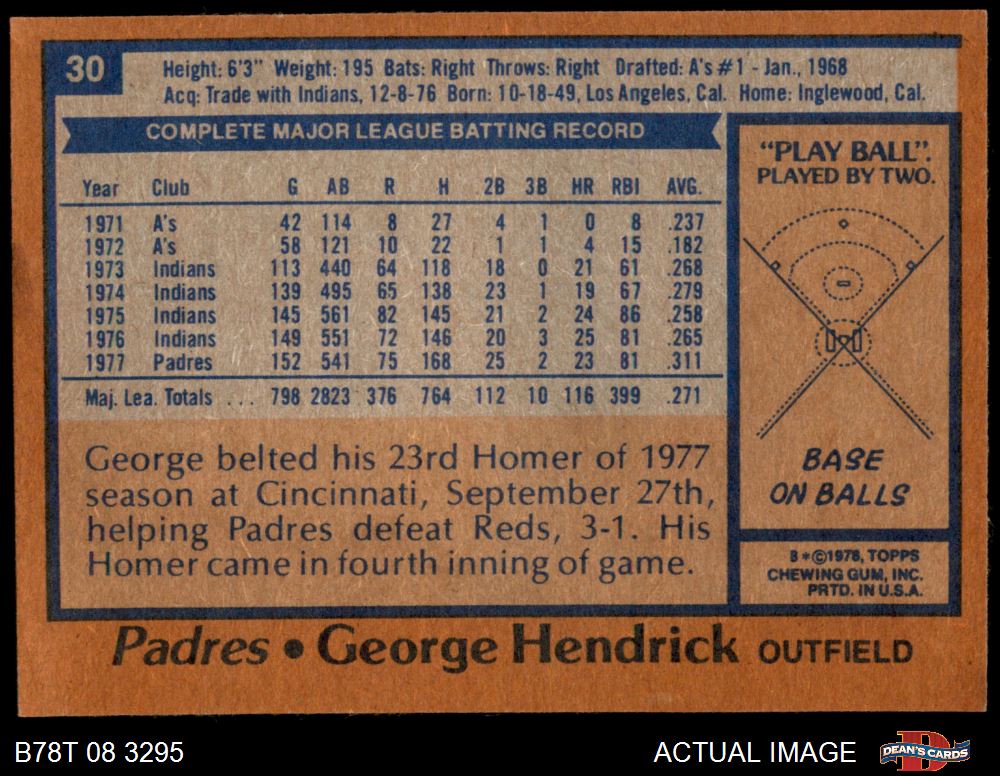 30
Height: 6'3" Weight: 195 Bats: Right Throws: Right Drafted: A's #1 - Jan., 1968
Acq: Trade with Indians, 12-8-76 Born: 10-18-49, Los Angeles, Cal. Home: Inglewood, Cal.
COMPLETE MAJOR LEAGUE BATTING RECORD
Year Club G AB R H 2B 3B HR RBI AVG.
1971 A's 42 114 8 27 4 1 0 8 .237
1972 A's 58 121 10 22 1 1 4 15 .182
1973 Indians 113 440 64 118 18 0 21 61 .268
1974 Indians 139 495 65 138 23 1 19 67 .279
1975 Indians 145 561 82 145 21 2 24 86 .258
1976 Indians 149 551 72 146 20 3 25 81 .265
1977 Padres 152 541 75 168 25 2 23 81 .311
Maj. Lea. Totals ... 798 2823 376 764 112 10 116 399 .271
George belted his 23rd Homer of 1977
season at Cincinnati, September 27th,
helping Padres defeat Reds, 3-1. His
Homer came in fourth inning of game.
"PLAY BALL".
PLAYED BY TWO.
BASE
ON BALLS
B*©1978, TOPPS
CHEWING GUM, INC.
PRTD. IN U.S.A.
Padres • George Hendrick OUTFIELD
B78T 08 3295
ACTUAL IMAGE
DEAN'S CARDS